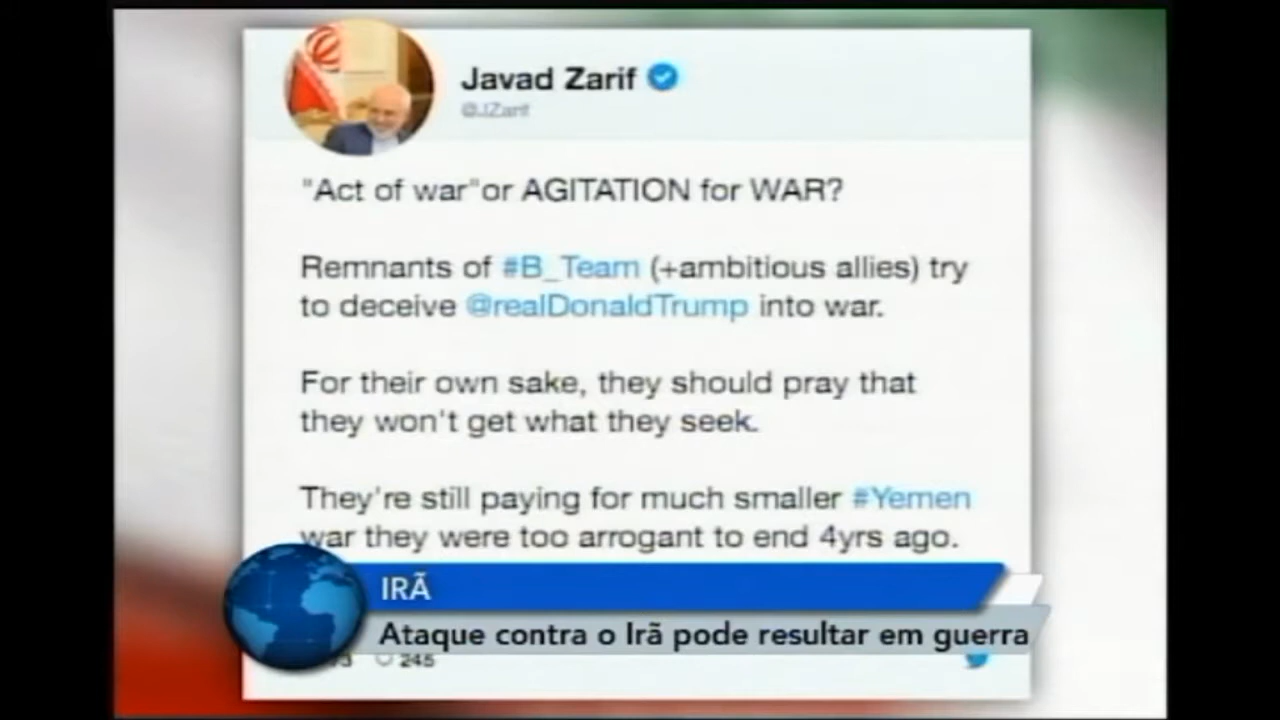 Javad Zarif
@JZarif
"Act of war"or AGITATION for WAR?
Remnants of #B_Team (+ambitious allies) try
to deceive @realDonaldTrump into war.
For their own sake, they should pray that
they won't get what they seek.
They're still paying for much smaller #Yemen
war they were too arrogant to end 4yrs ago.
IRÃ
Ataque contra o Irã pode resultar em guerra
245